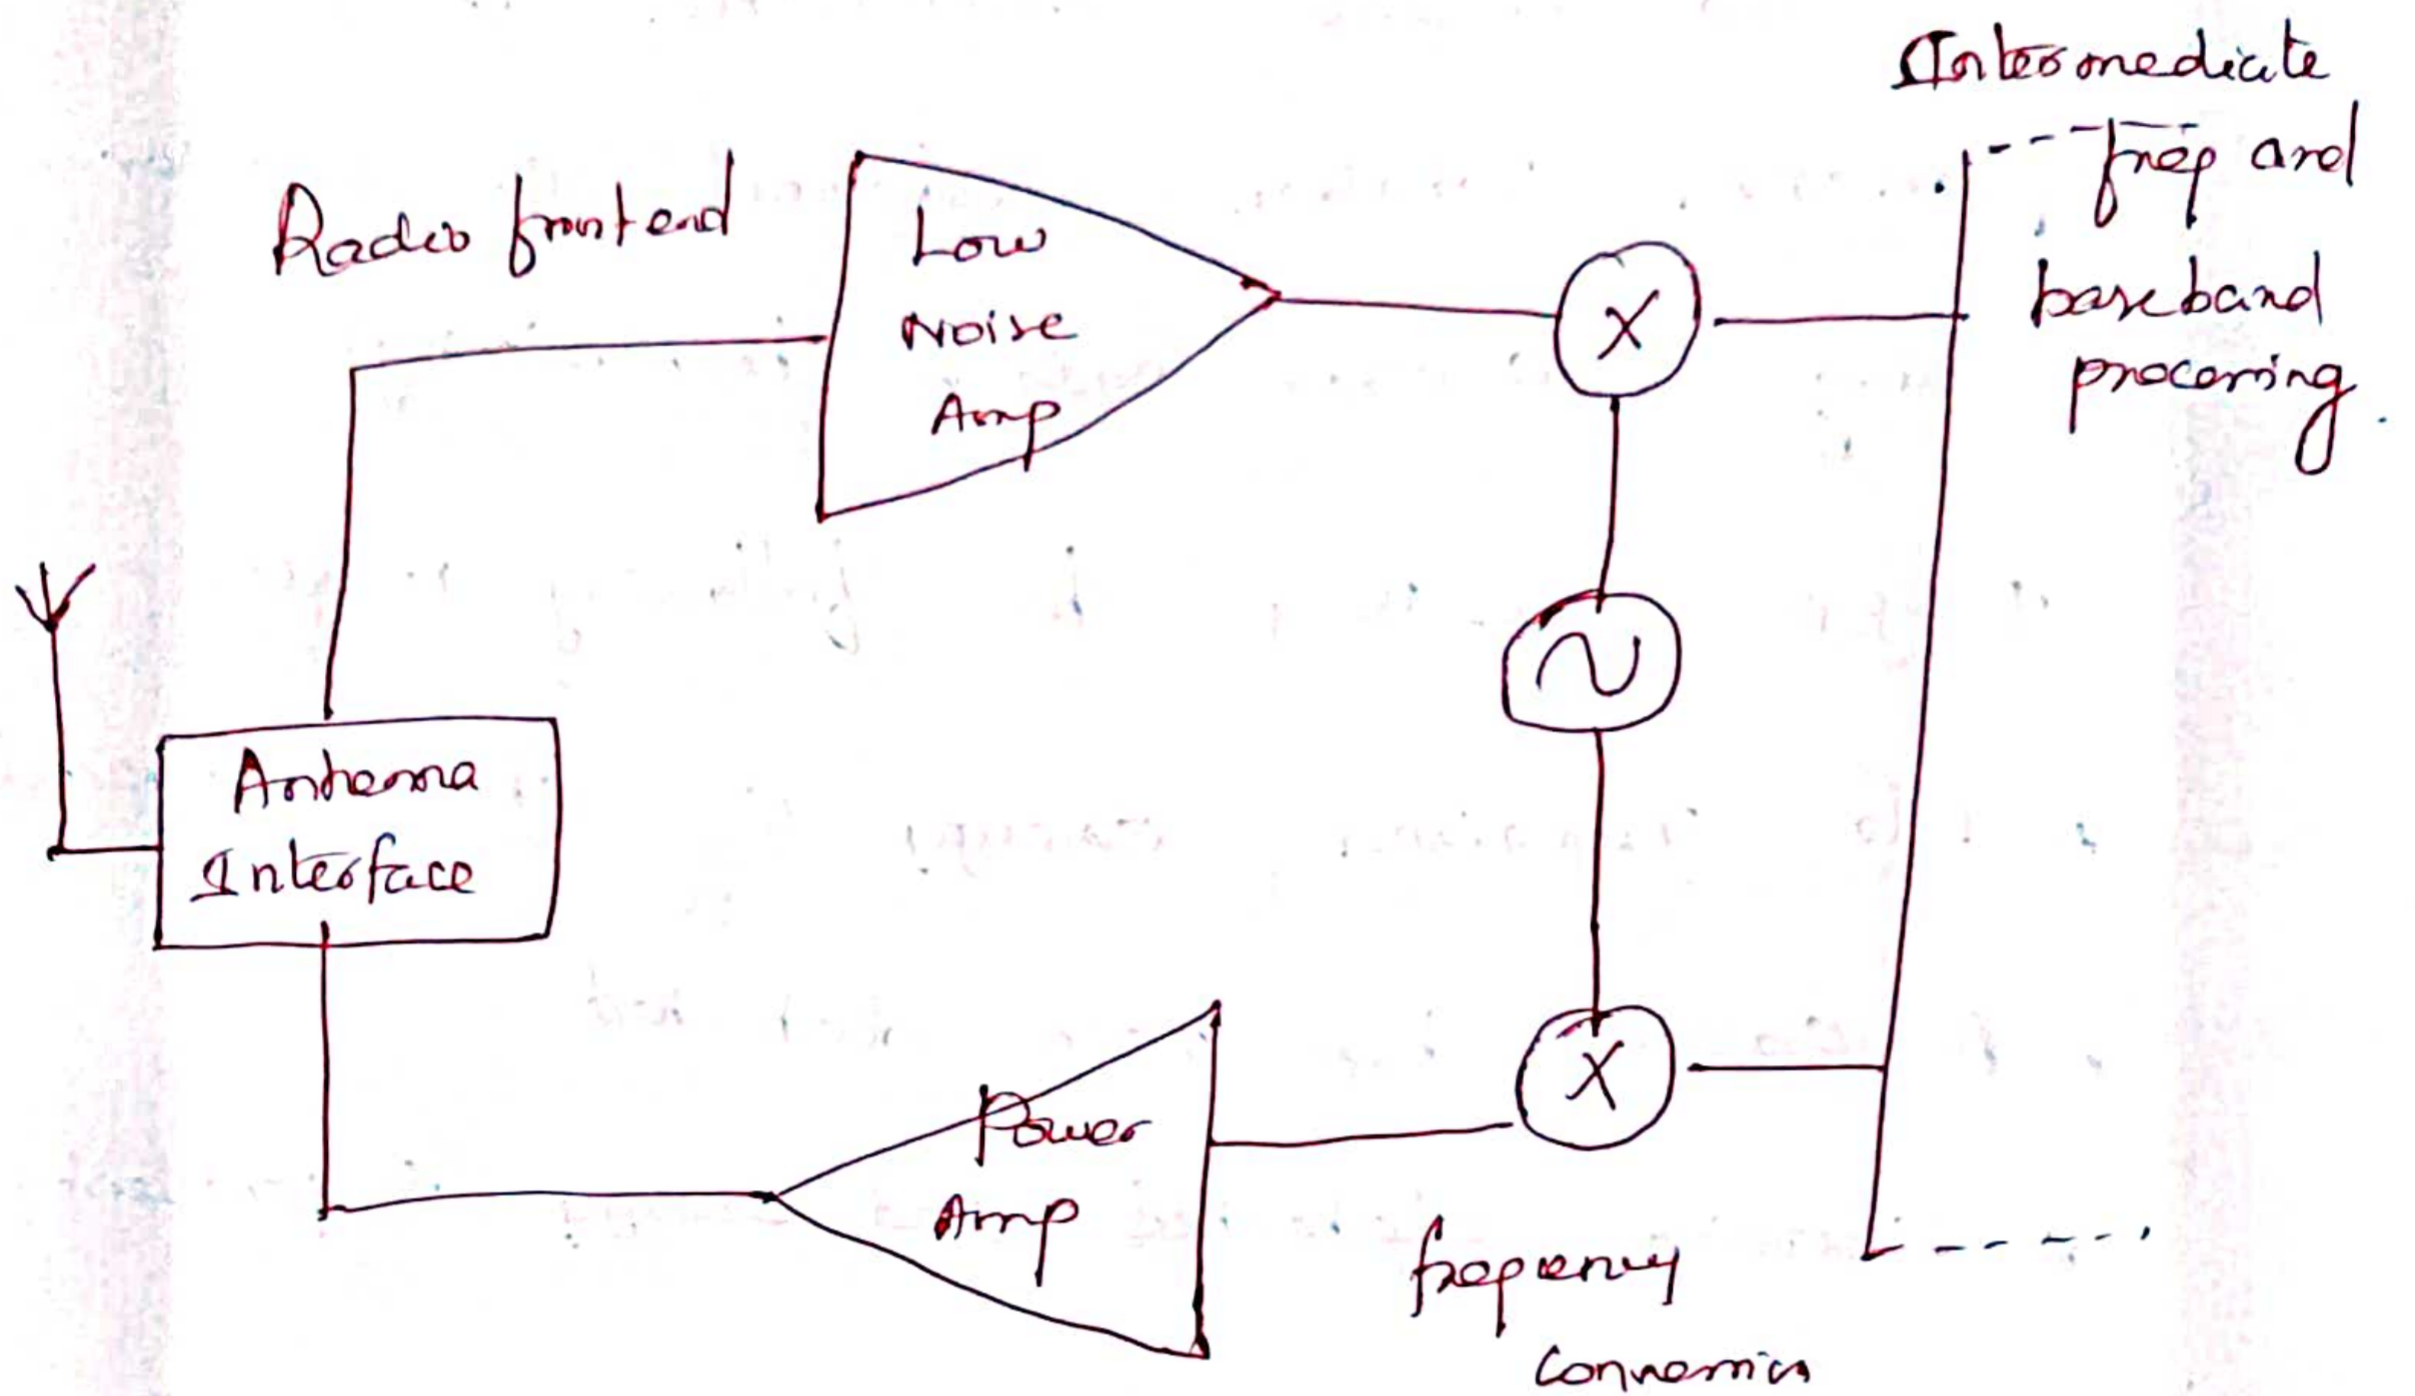 Intermediate
freq and
baseband
processing
Radio frontend
Low
Noise
Amp
X
Antenna
Interface
X
Power
Amp
frequency
Conversion